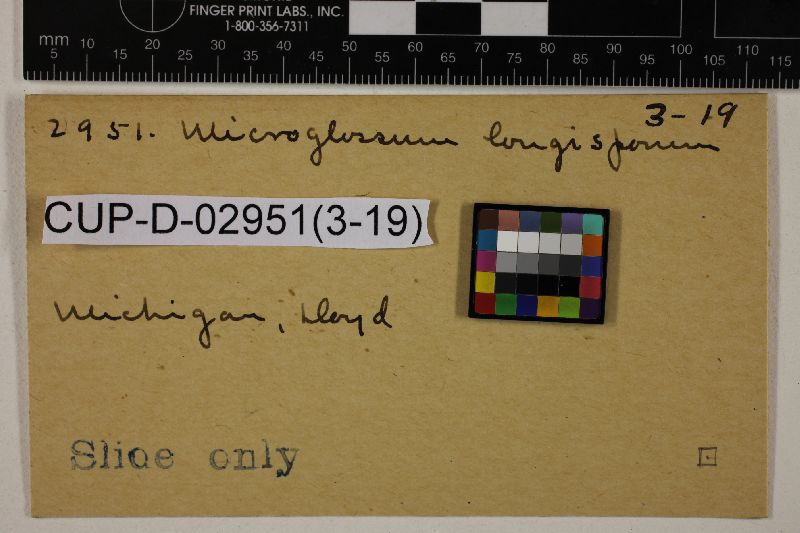 FINGER PRINT LABS., INC.
1-800-356-7311
mm 5 10 15 20 25 30 35 40 45 50 55 60 65 70 75 80 85 90 95 100 105 110 115
3-19
2951. Microglossum longisporum
CUP-D-02951(3-19)
Michigan, Lloyd
Slide only